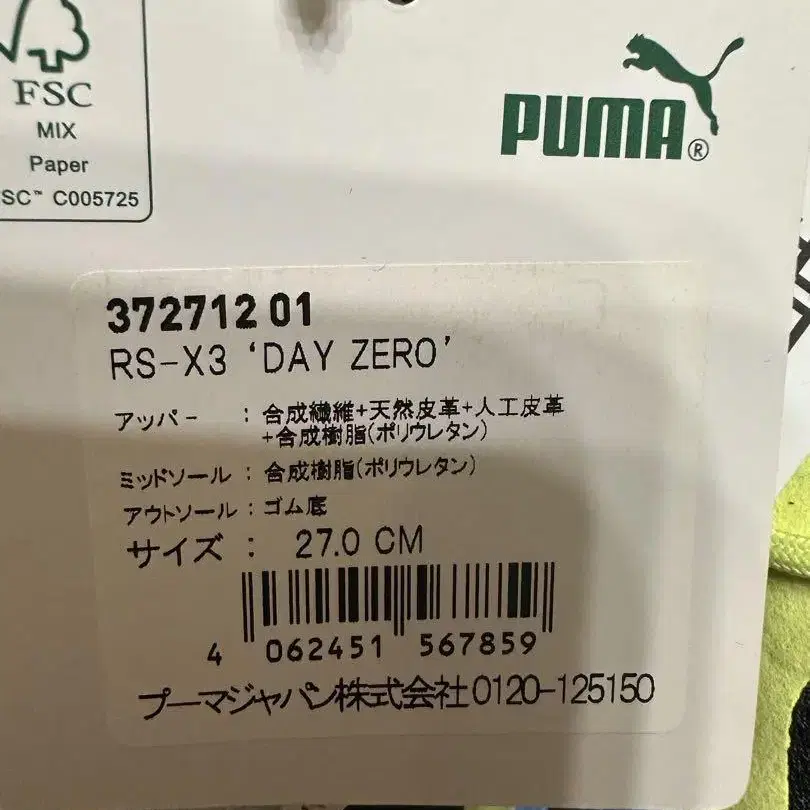 FSC
MIX
Paper
SC™ C005725
PUMA®
372712 01
RS-X3 ‘DAY ZERO’
アッパー : 合成繊維+天然皮革+人工皮革
+合成樹脂(ポリウレタン)
ミッドソール : 合成樹脂(ポリウレタン)
アウトソール : ゴム底
サイズ : 27.0 CM
4 062451 567859
プーマジャパン株式会社0120-125150